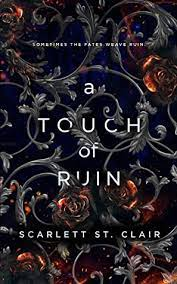 SOMETIMES THE FATES WEAVE RUIN.
a
TOUCH
of
RUIN
SCARLETT ST. CLAIR